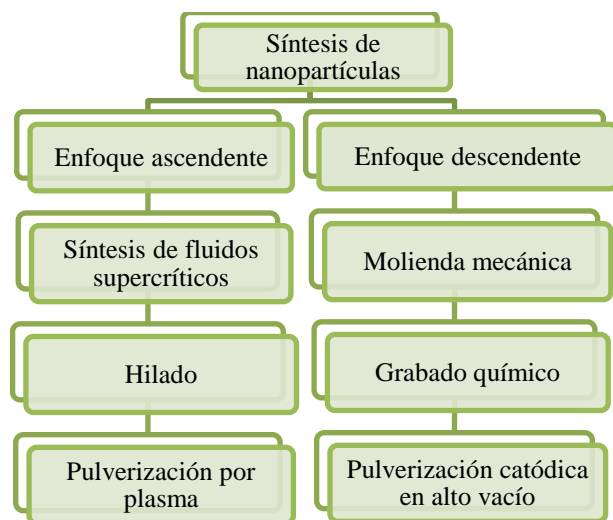 Síntesis de
nanopartículas
Enfoque ascendente
Enfoque descendente
Síntesis de fluidos
supercríticos
Molienda mecánica
Hilado
Grabado químico
Pulverización por
plasma
Pulverización catódica
en alto vacío